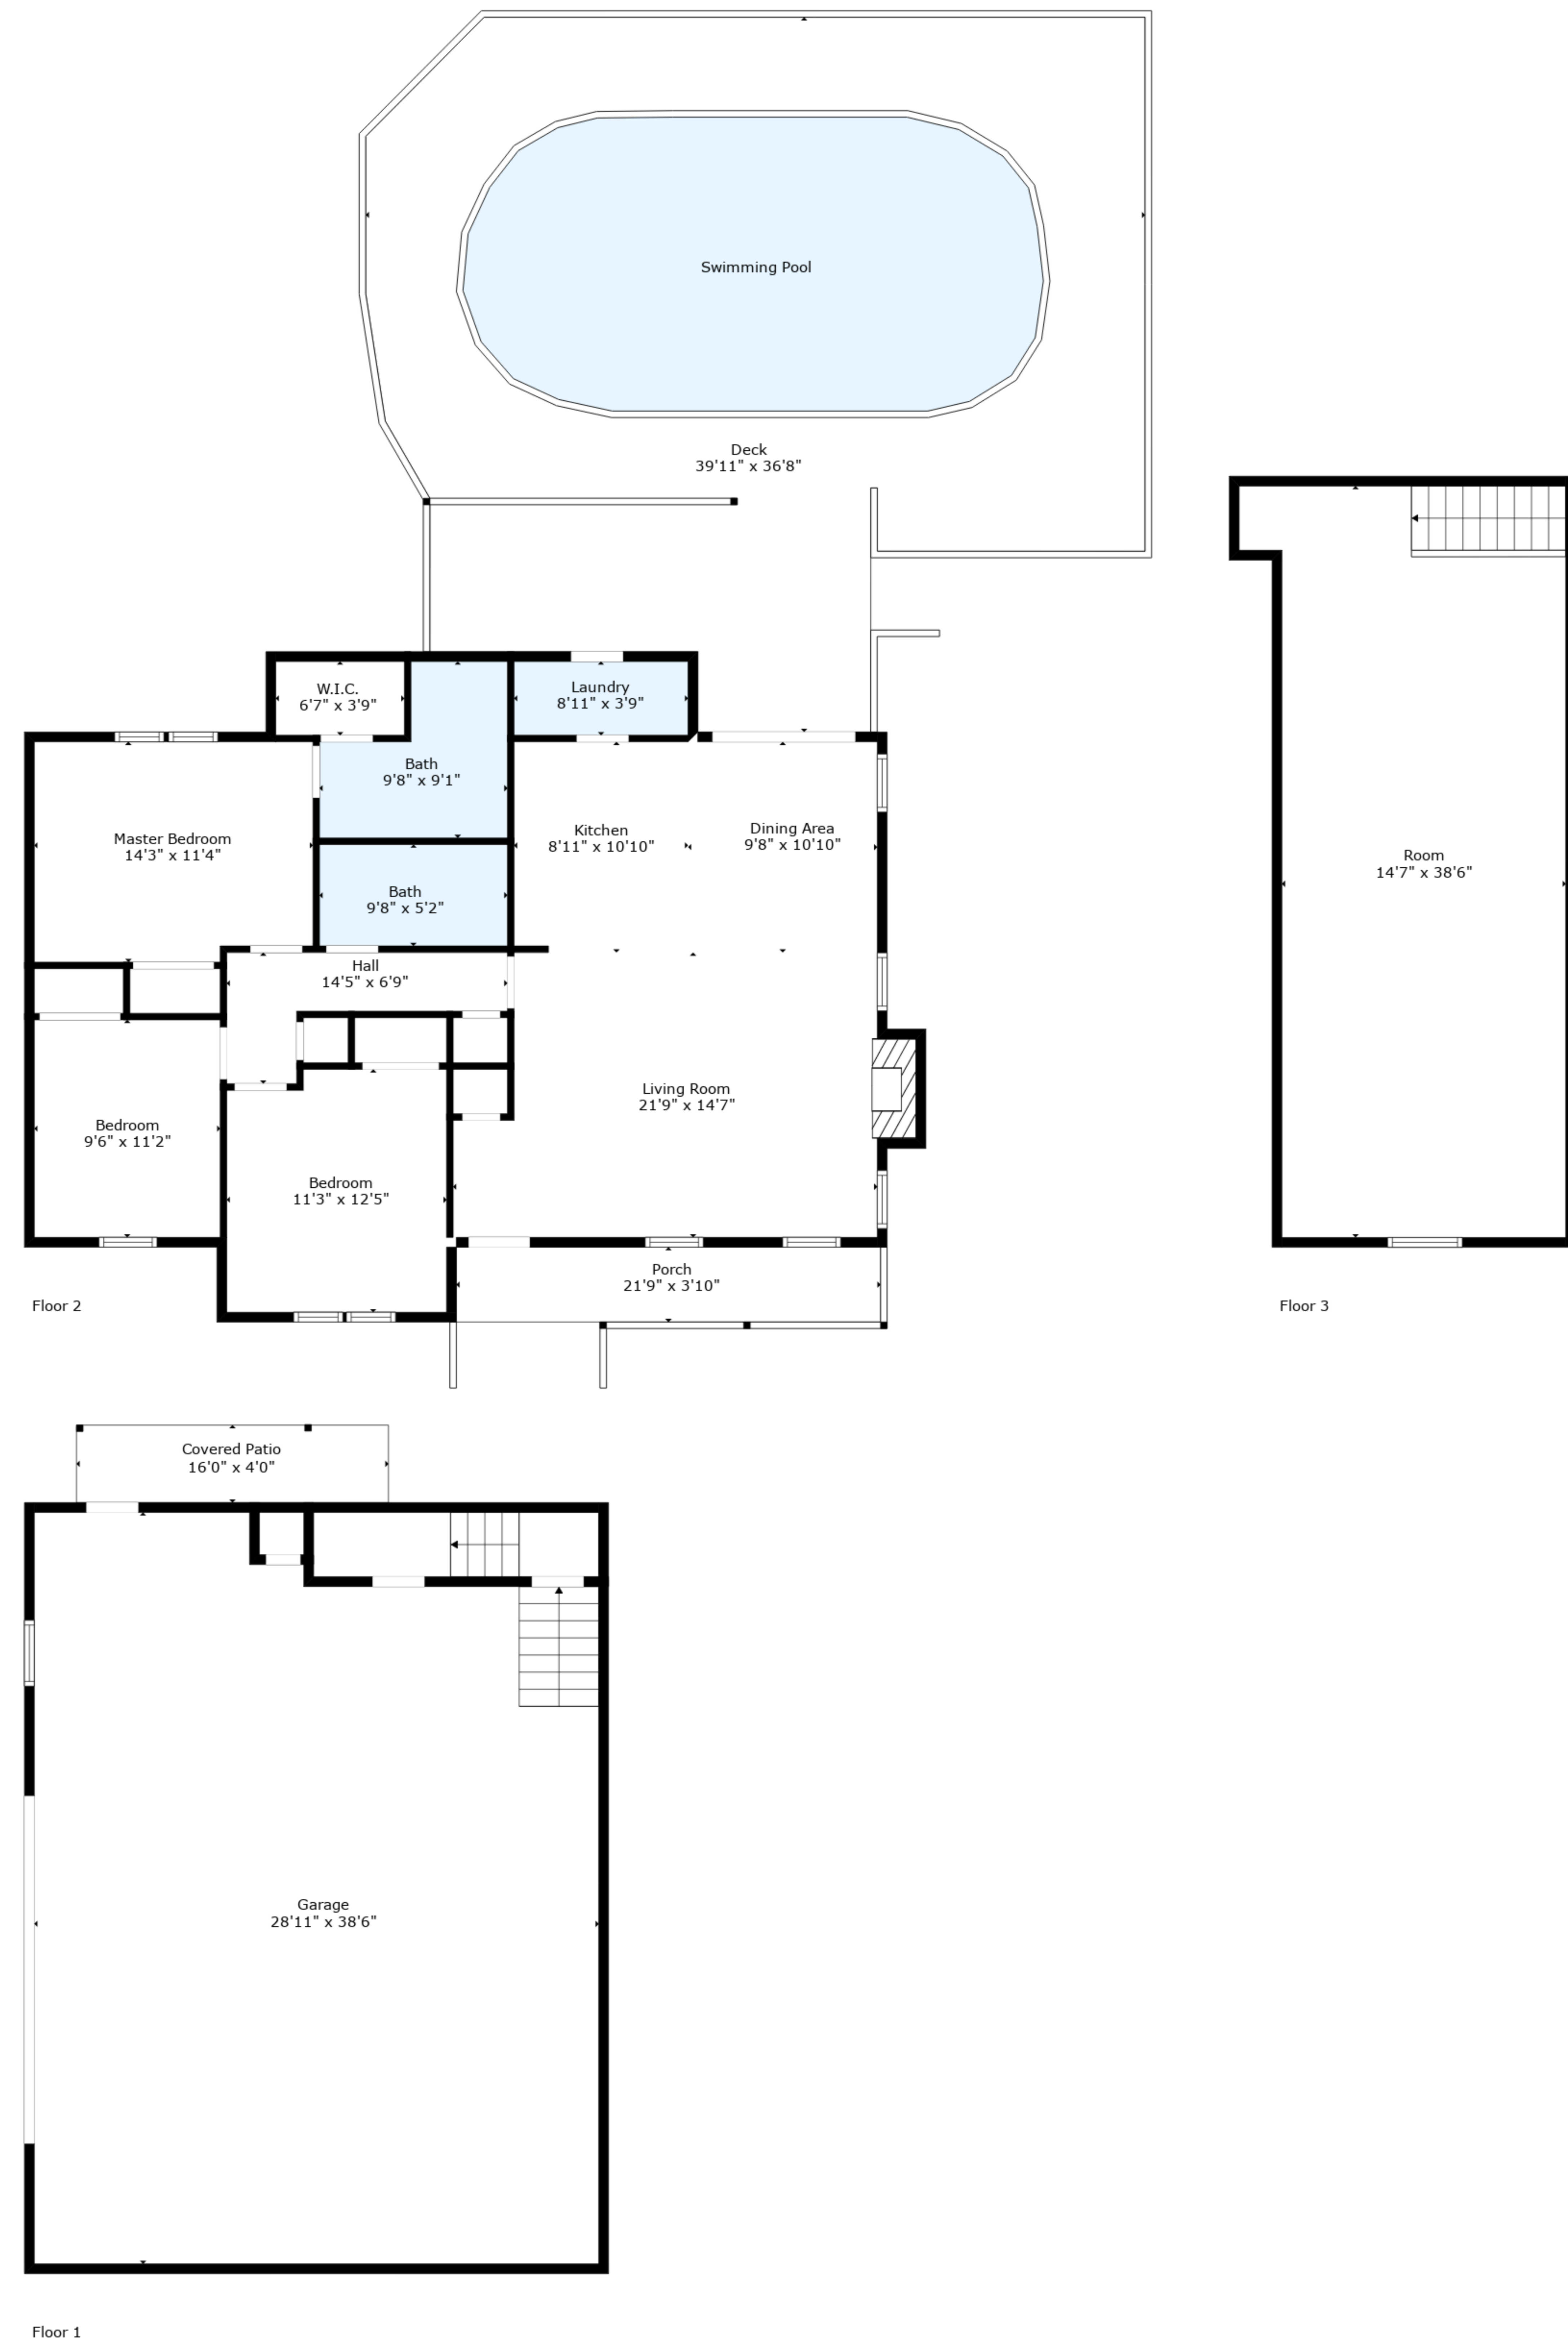 Swimming Pool
Deck
39'11" x 36'8"
W.I.C.
6'7" x 3'9"
Laundry
8'11" x 3'9"
Bath
9'8" x 9'1"
Master Bedroom
14'3" x 11'4"
Kitchen
8'11" x 10'10"
Dining Area
9'8" x 10'10"
Bath
9'8" x 5'2"
Hall
14'5" x 6'9"
Living Room
21'9" x 14'7"
Bedroom
9'6" x 11'2"
Bedroom
11'3" x 12'5"
Porch
21'9" x 3'10"
Floor 2
Room
14'7" x 38'6"
Floor 3
Covered Patio
16'0" x 4'0"
Garage
28'11" x 38'6"
Floor 1